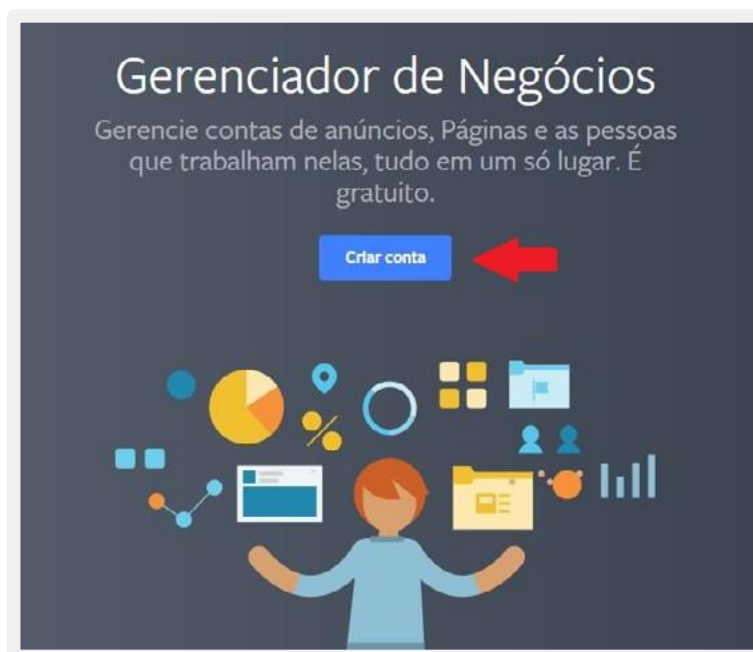 Gerenciador de Negócios
Gerencie contas de anúncios, Páginas e as pessoas
que trabalham nelas, tudo em um só lugar. É
gratuito.
Criar conta